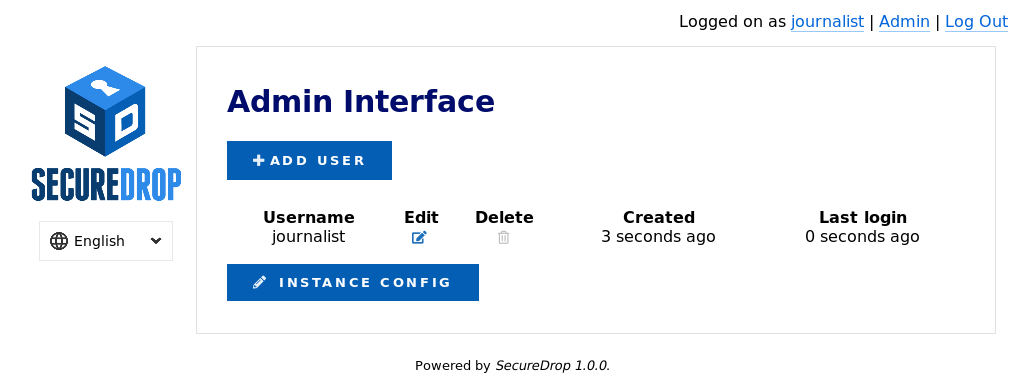 Logged on as journalist | Admin | Log Out
SD
SECUREDROP
English
Admin Interface
ADD USER
Username Edit Delete Created Last login
journalist 3 seconds ago 0 seconds ago
INSTANCE CONFIG
Powered by SecureDrop 1.0.0.